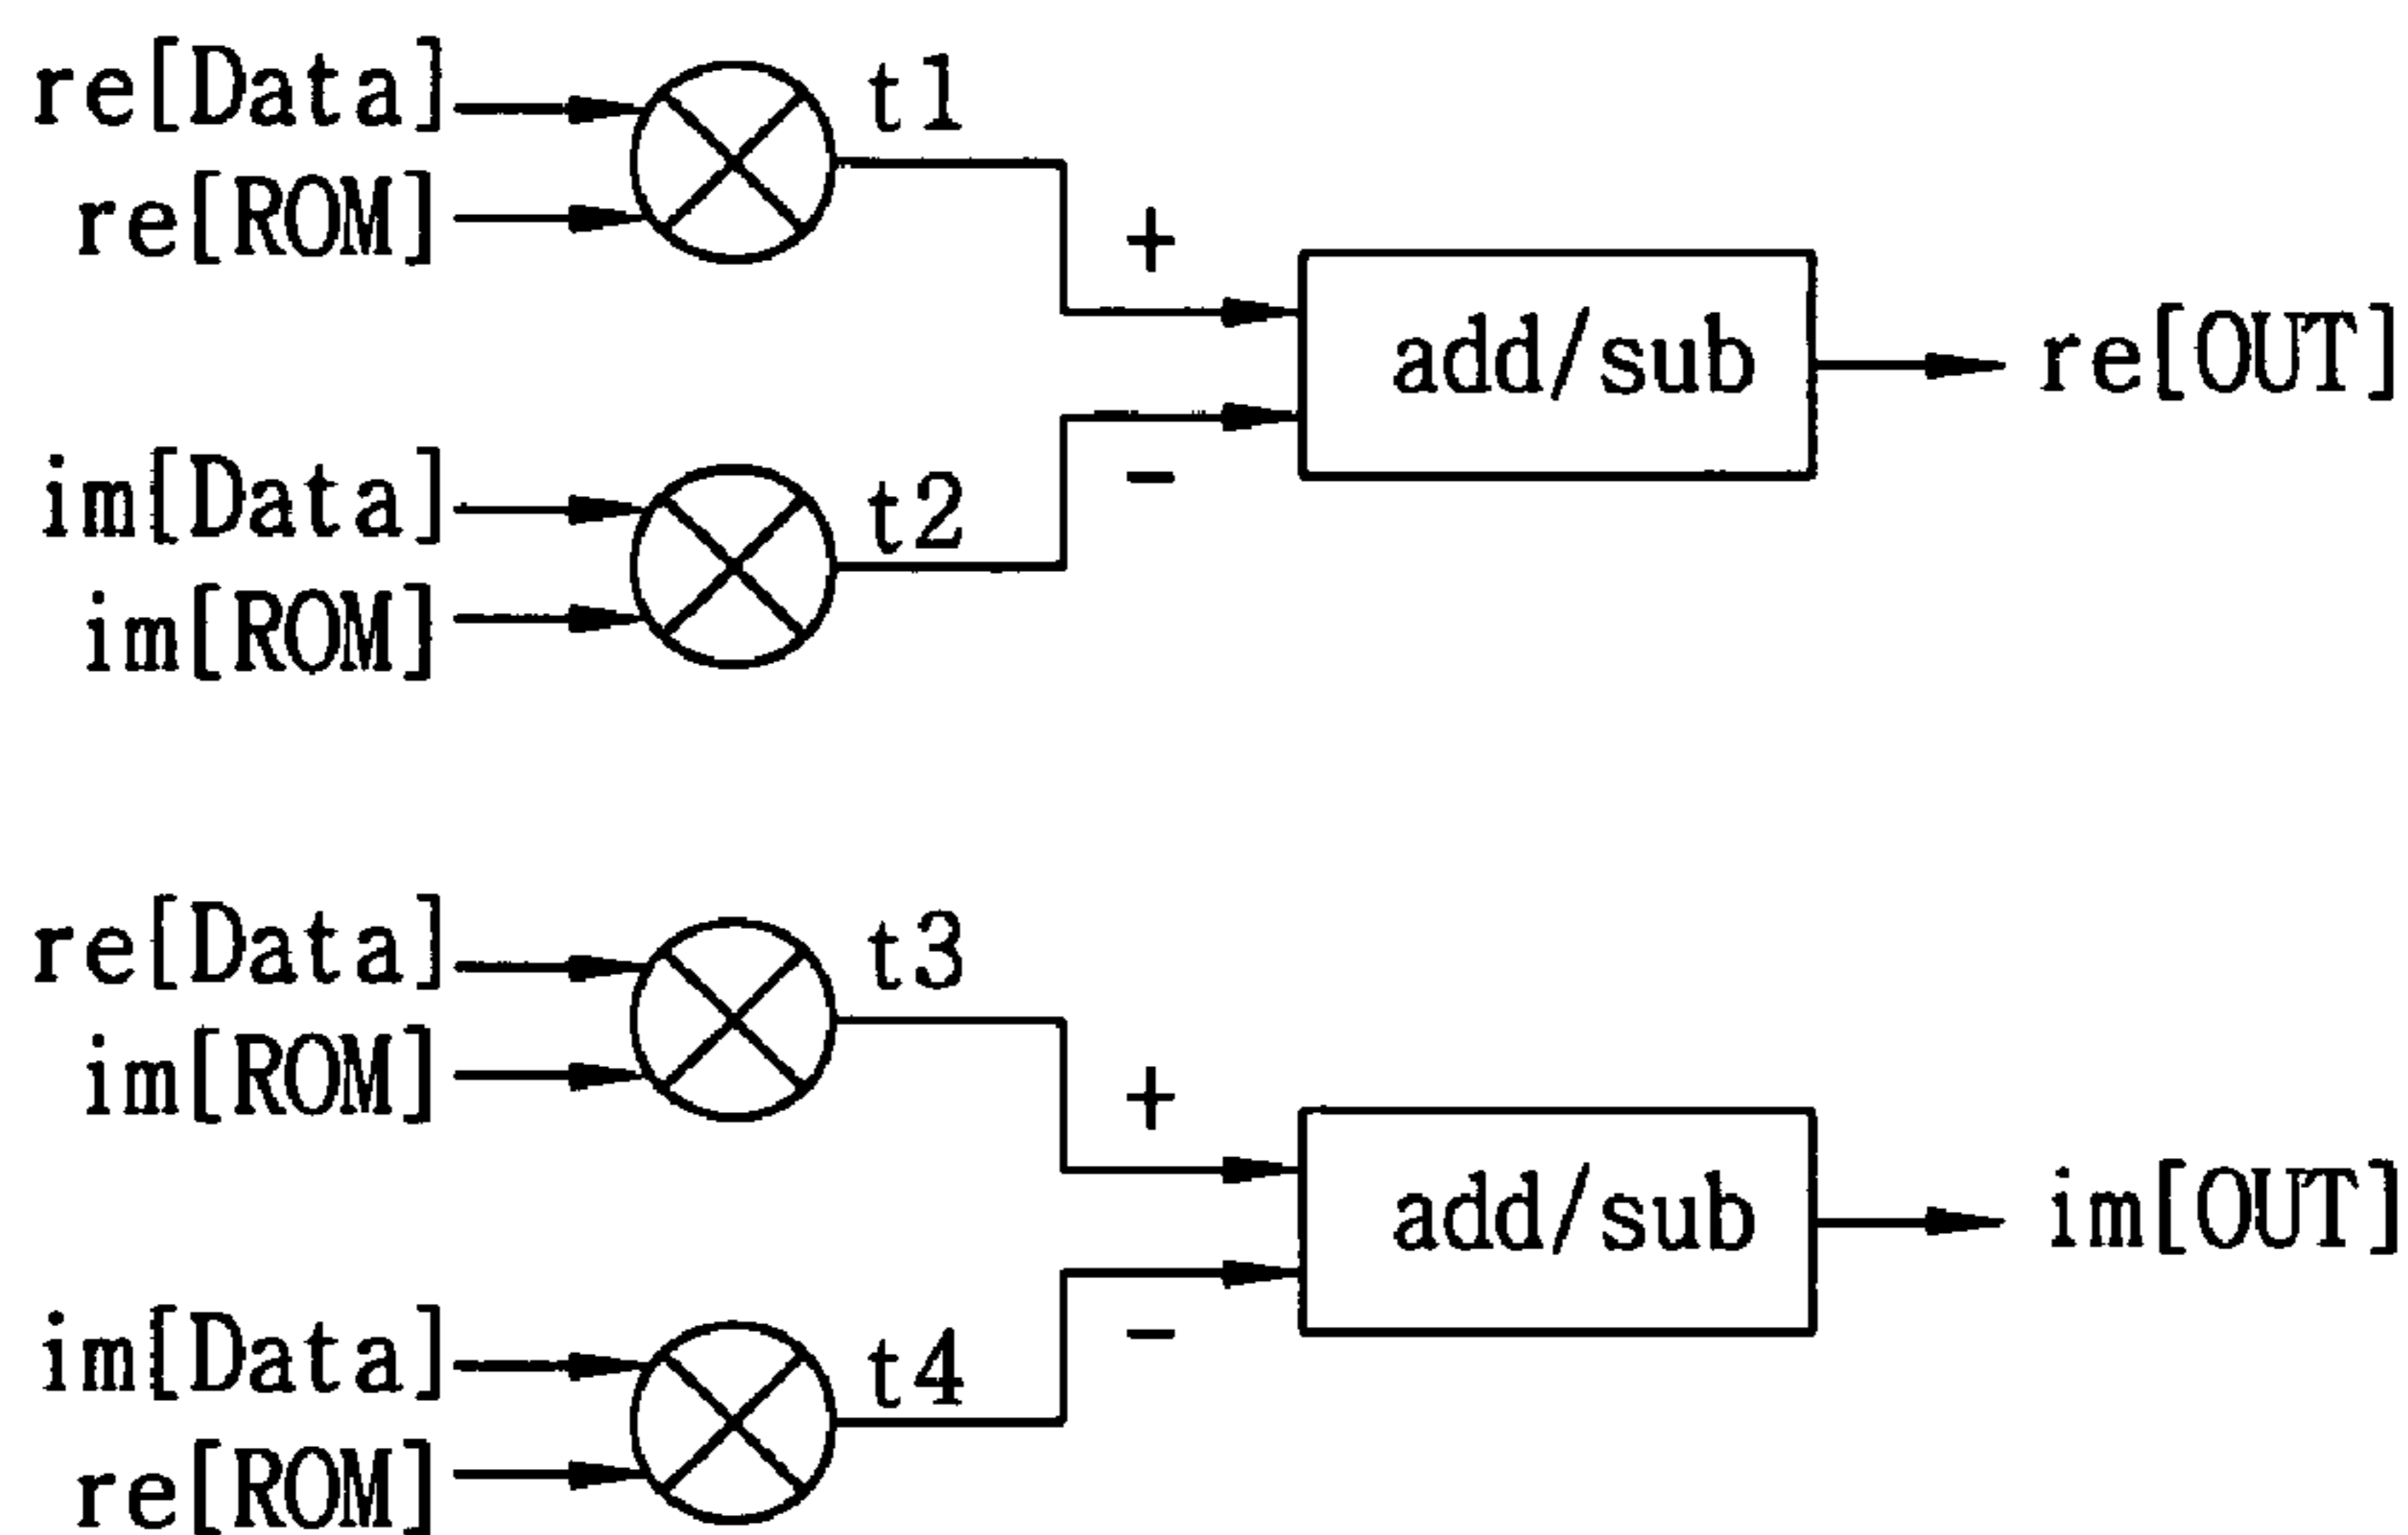 re[Data]
t1
re[ROM]
+
add/sub
re[OUT]
im[Data]
t2
-
im[ROM]
re[Data]
t3
im[ROM]
+
add/sub
im[OUT]
im[Data]
t4
-
re[ROM]